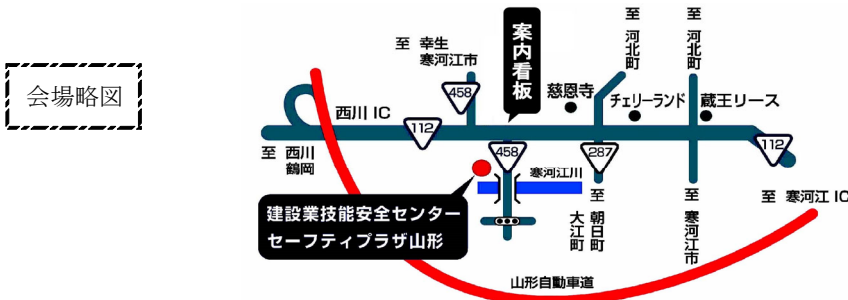 会場略図
案内看板
至 幸生
寒河江市
458
西川 IC
112
至 西川
鶴岡
慈恩寺
至 河北町
チェリーランド
至 河北町
蔵王リース
112
至 寒河江 IC
458
287
寒河江川
至 朝日町
大江町
至 寒河江市
建設業技能安全センター
セーフティプラザ山形
山形自動車道